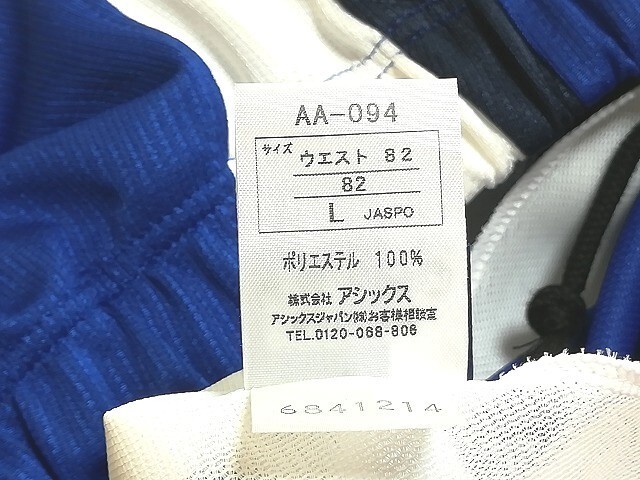 AA-094
サイズ
ウエスト 82
82
L JASPO
ポリエステル 100%
株式会社 アシックス
アシックスジャパン(株)お客様相談室
TEL.0120-068-806
6841214